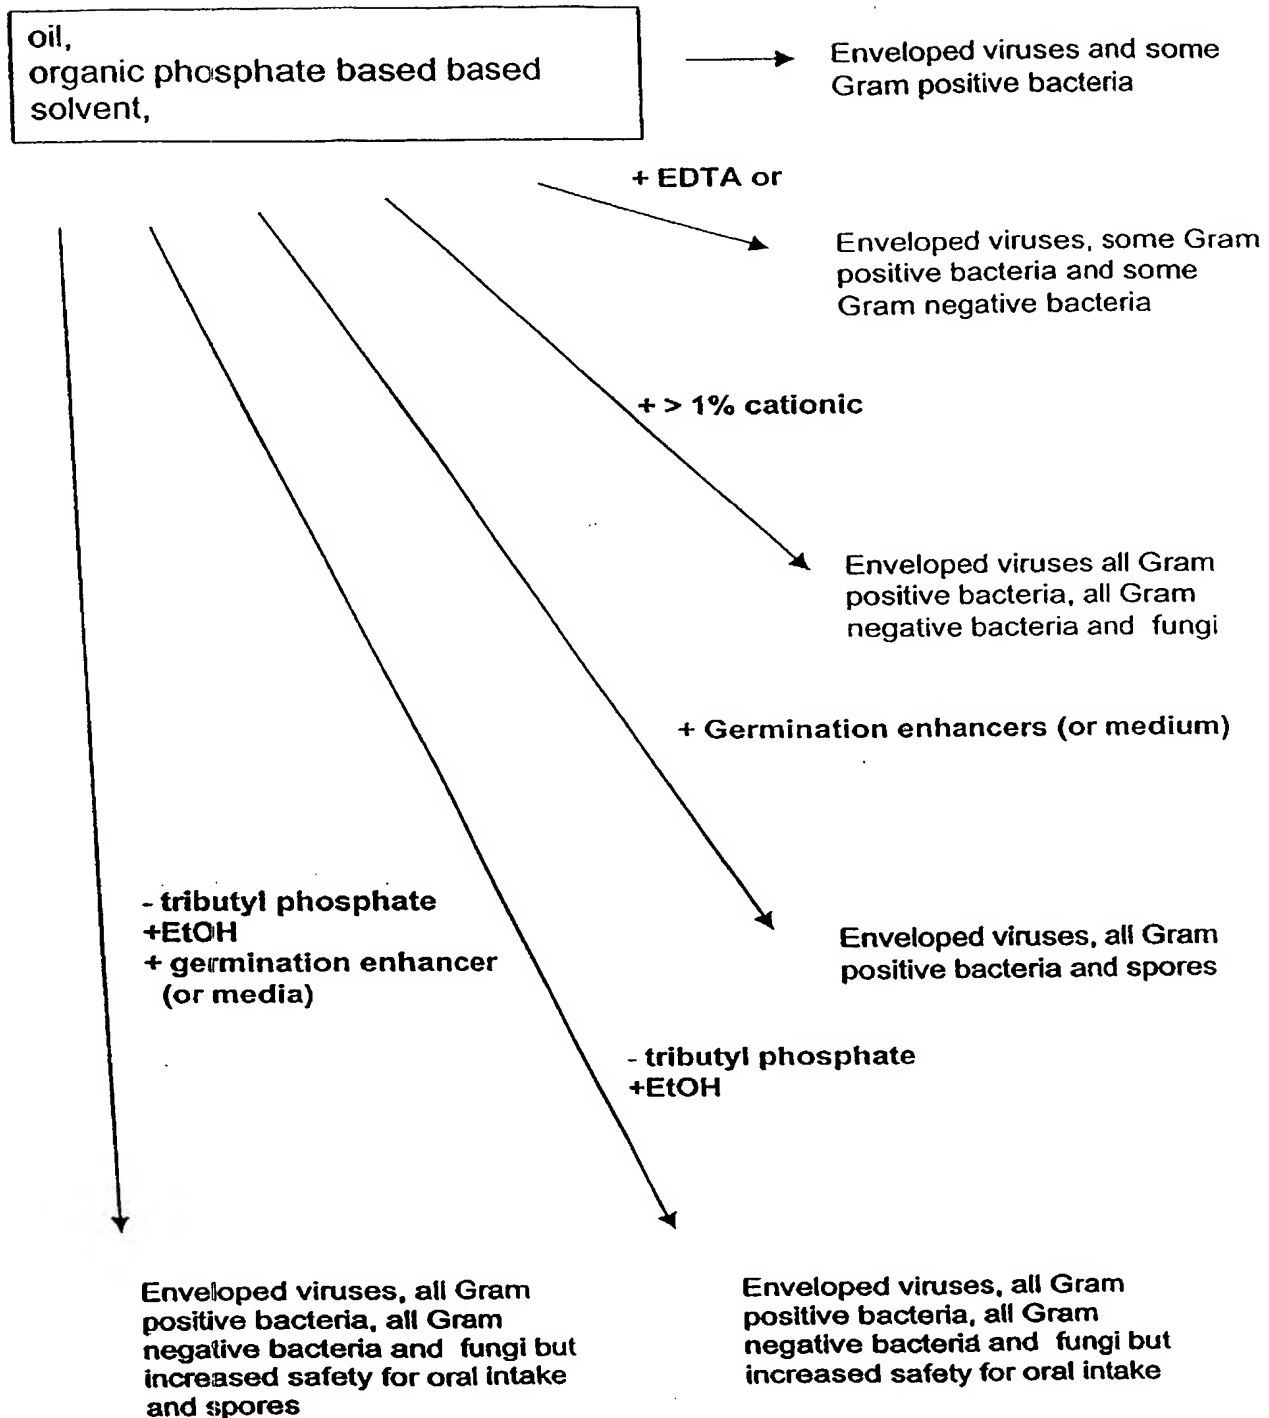 oil,
organic phosphate based based
solvent,
Enveloped viruses and some
Gram positive bacteria
+ EDTA or
Enveloped viruses, some Gram
positive bacteria and some
Gram negative bacteria
+ > 1% cationic
Enveloped viruses all Gram
positive bacteria, all Gram
negative bacteria and fungi
+ Germination enhancers (or medium)
Enveloped viruses, all Gram
positive bacteria and spores
- tributyl phosphate
+EtOH
+ germination enhancer
(or media)
- tributyl phosphate
+EtOH
Enveloped viruses, all Gram
positive bacteria, all Gram
negative bacteria and fungi but
increased safety for oral intake
and spores
Enveloped viruses, all Gram
positive bacteria, all Gram
negative bacteria and fungi but
increased safety for oral intake